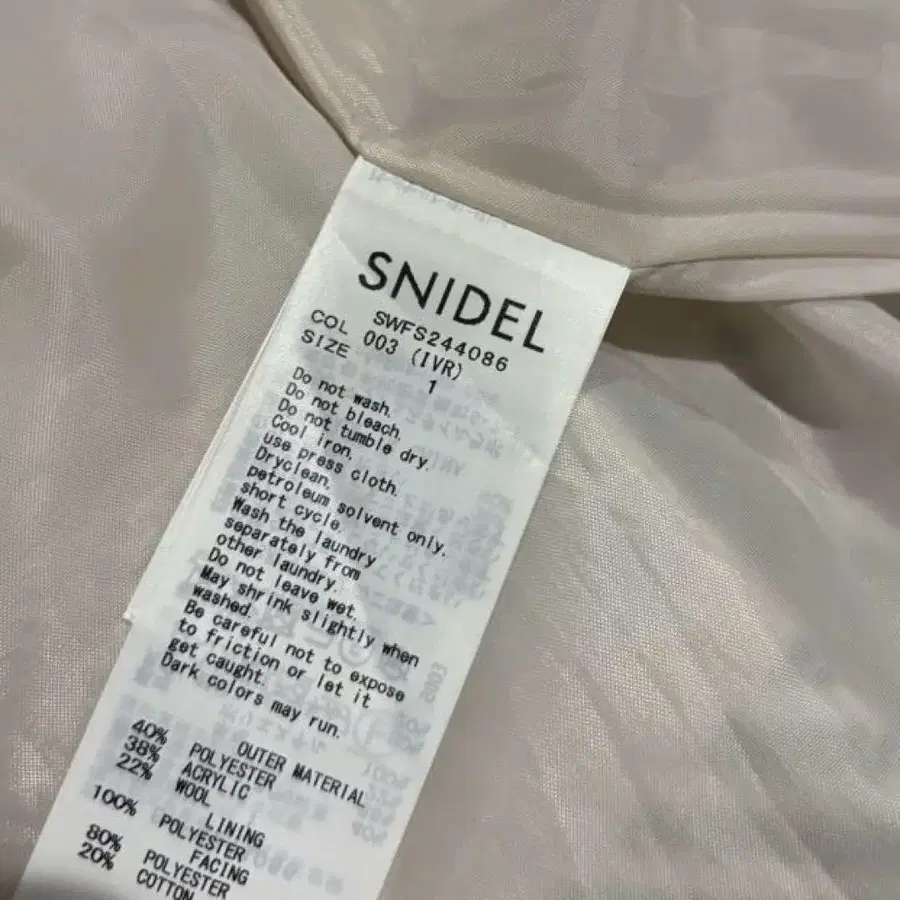 SNIDEL
SWFS244086
COL 003 (IVR)
SIZE 1
Do not wash.
Do not bleach.
Do not tumble dry.
Cool iron,
use press cloth.
Dryclean,
petroleum solvent only.
short cycle.
Wash the laundry
separately from
other laundry.
Do not leave wet.
May shrink slightly when
washed.
Be careful not to expose
to friction or let it
get caught.
Dark colors may run.
OUTER MATERIAL
40% POLYESTER
38% ACRYLIC
22% WOOL
LINING
100% POLYESTER
FACING
80% POLYESTER
20% COTTON